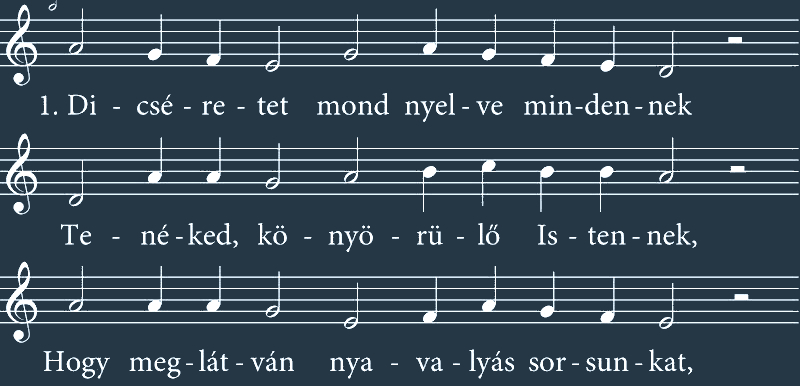 1. Di - csé - re - tet mond nyel - ve min - den - nek
Te - né - ked, kö - nyö - rü - lő Is - ten - nek,
Hogy meg - lát - ván nya - va - lyás sor - sun - kat,